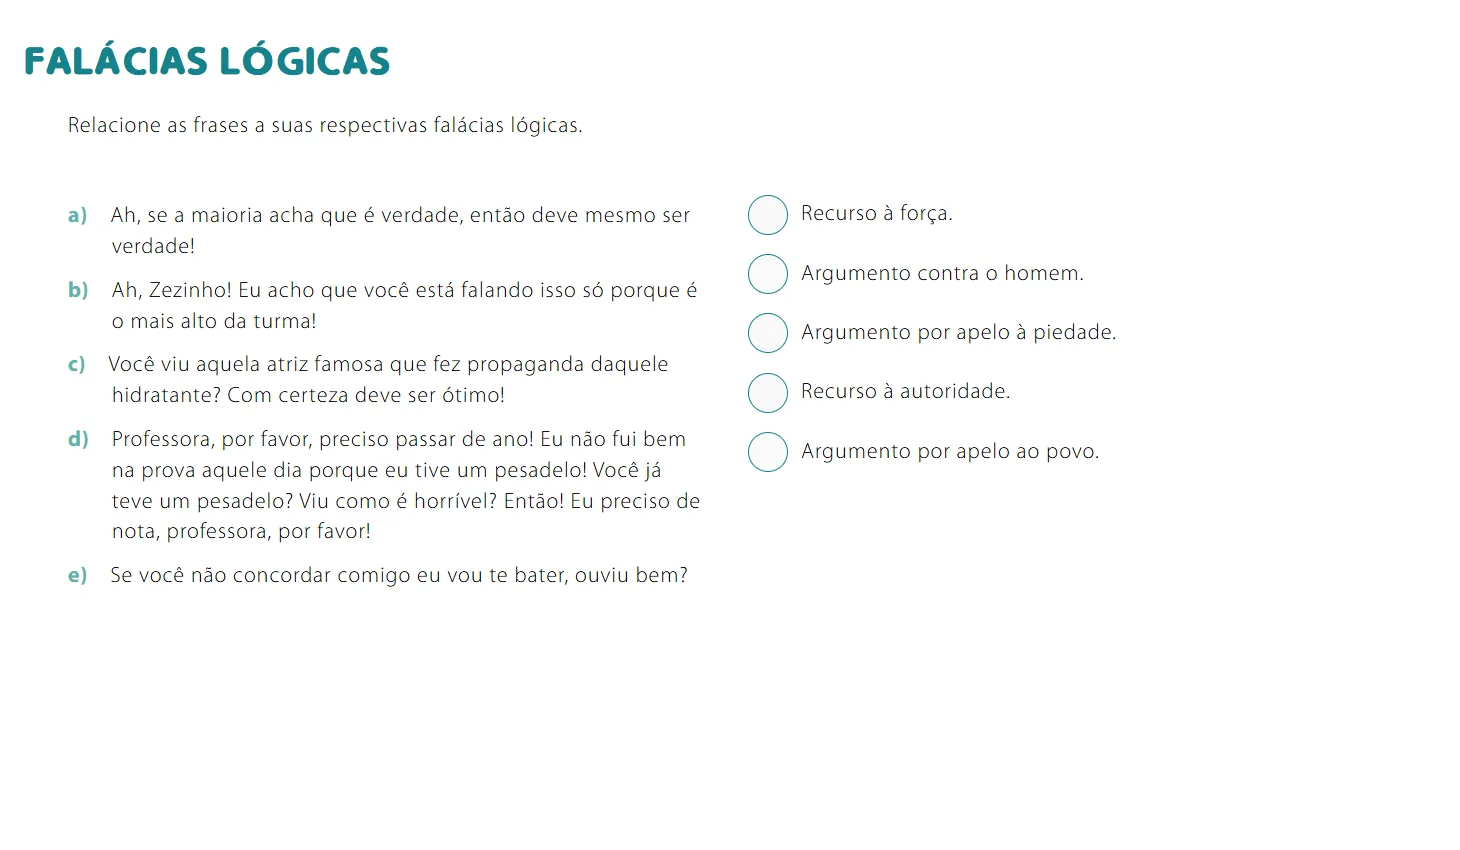 FALÁCIAS LÓGICAS
Relacione as frases a suas respectivas falácias lógicas.
a) Ah, se a maioria acha que é verdade, então deve mesmo ser
verdade!
b) Ah, Zezinho! Eu acho que você está falando isso só porque é
o mais alto da turma!
c) Você viu aquela atriz famosa que fez propaganda daquele
hidratante? Com certeza deve ser ótimo!
d) Professora, por favor, preciso passar de ano! Eu não fui bem
na prova aquele dia porque eu tive um pesadelo! Você já
teve um pesadelo? Viu como é horrível? Então! Eu preciso de
nota, professora, por favor!
e) Se você não concordar comigo eu vou te bater, ouviu bem?
Recurso à força.
Argumento contra o homem.
Argumento por apelo à piedade.
Recurso à autoridade.
Argumento por apelo ao povo.